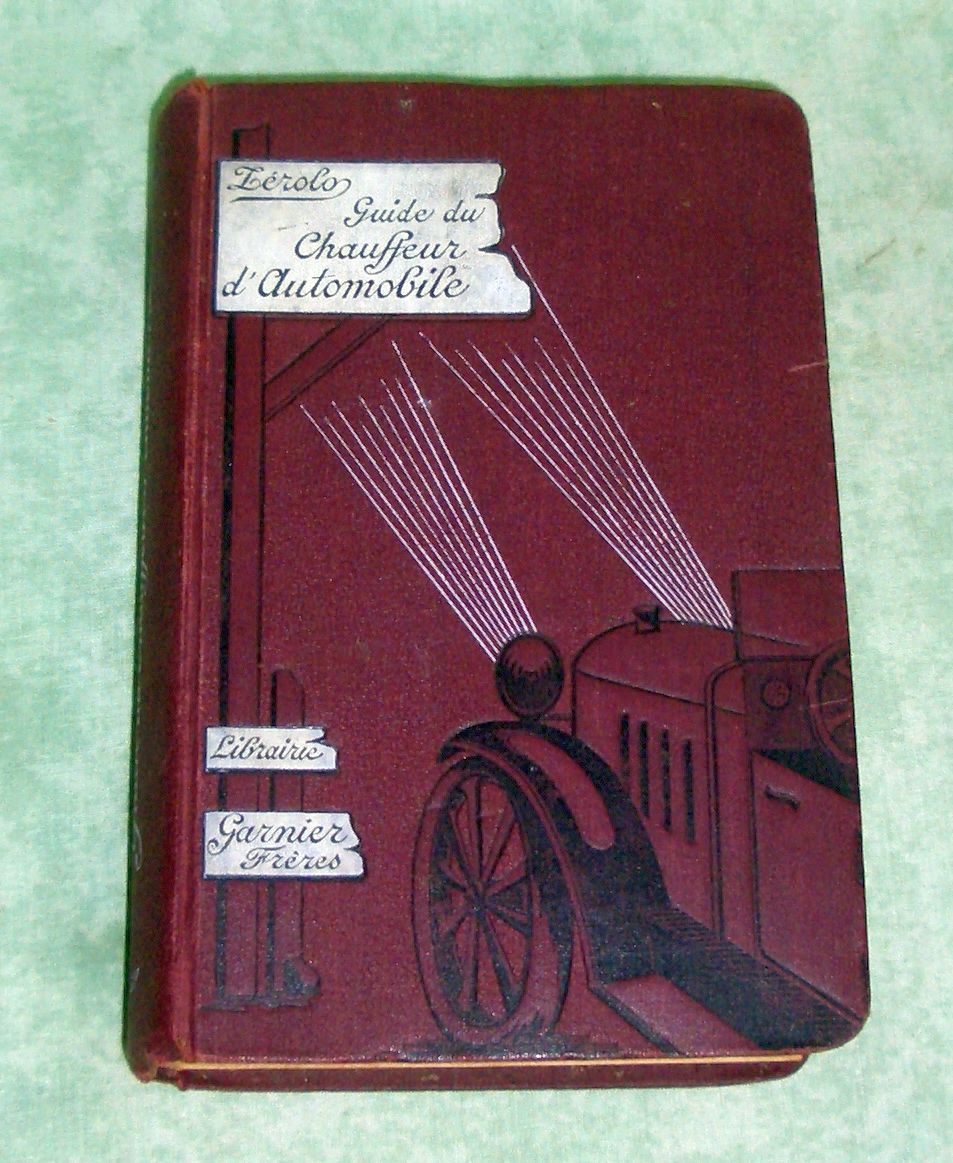 Zérolo
Guide du
Chauffeur
d'Automobile
Librairie
Garnier
Frères